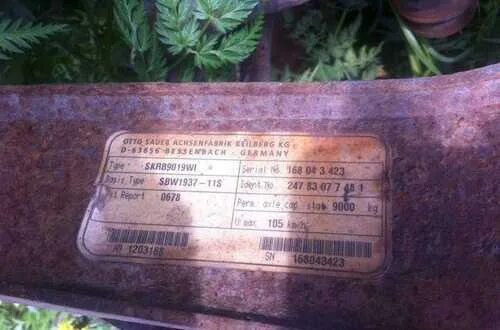 OTTO SAUER ACHSENFABRIK KEILBERG KG
D-63856 BESSENBACH - GERMANY
Type SKRB9019WI
Serial No. 168 04 3 423
Basis Type SBW1937-11S
Ident.No. 247 83 07 7 48 1
Test Report 0678
Perm. axle cap. stat. 9000 kg
V max 105 km/h
1203188
SN 168043423